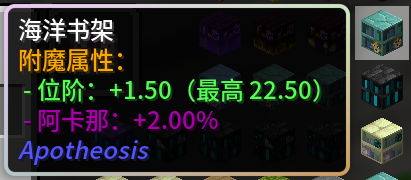 海洋书架
附魔属性：
- 位阶：+1.50（最高 22.50）
- 阿卡那：+2.00%
Apotheosis